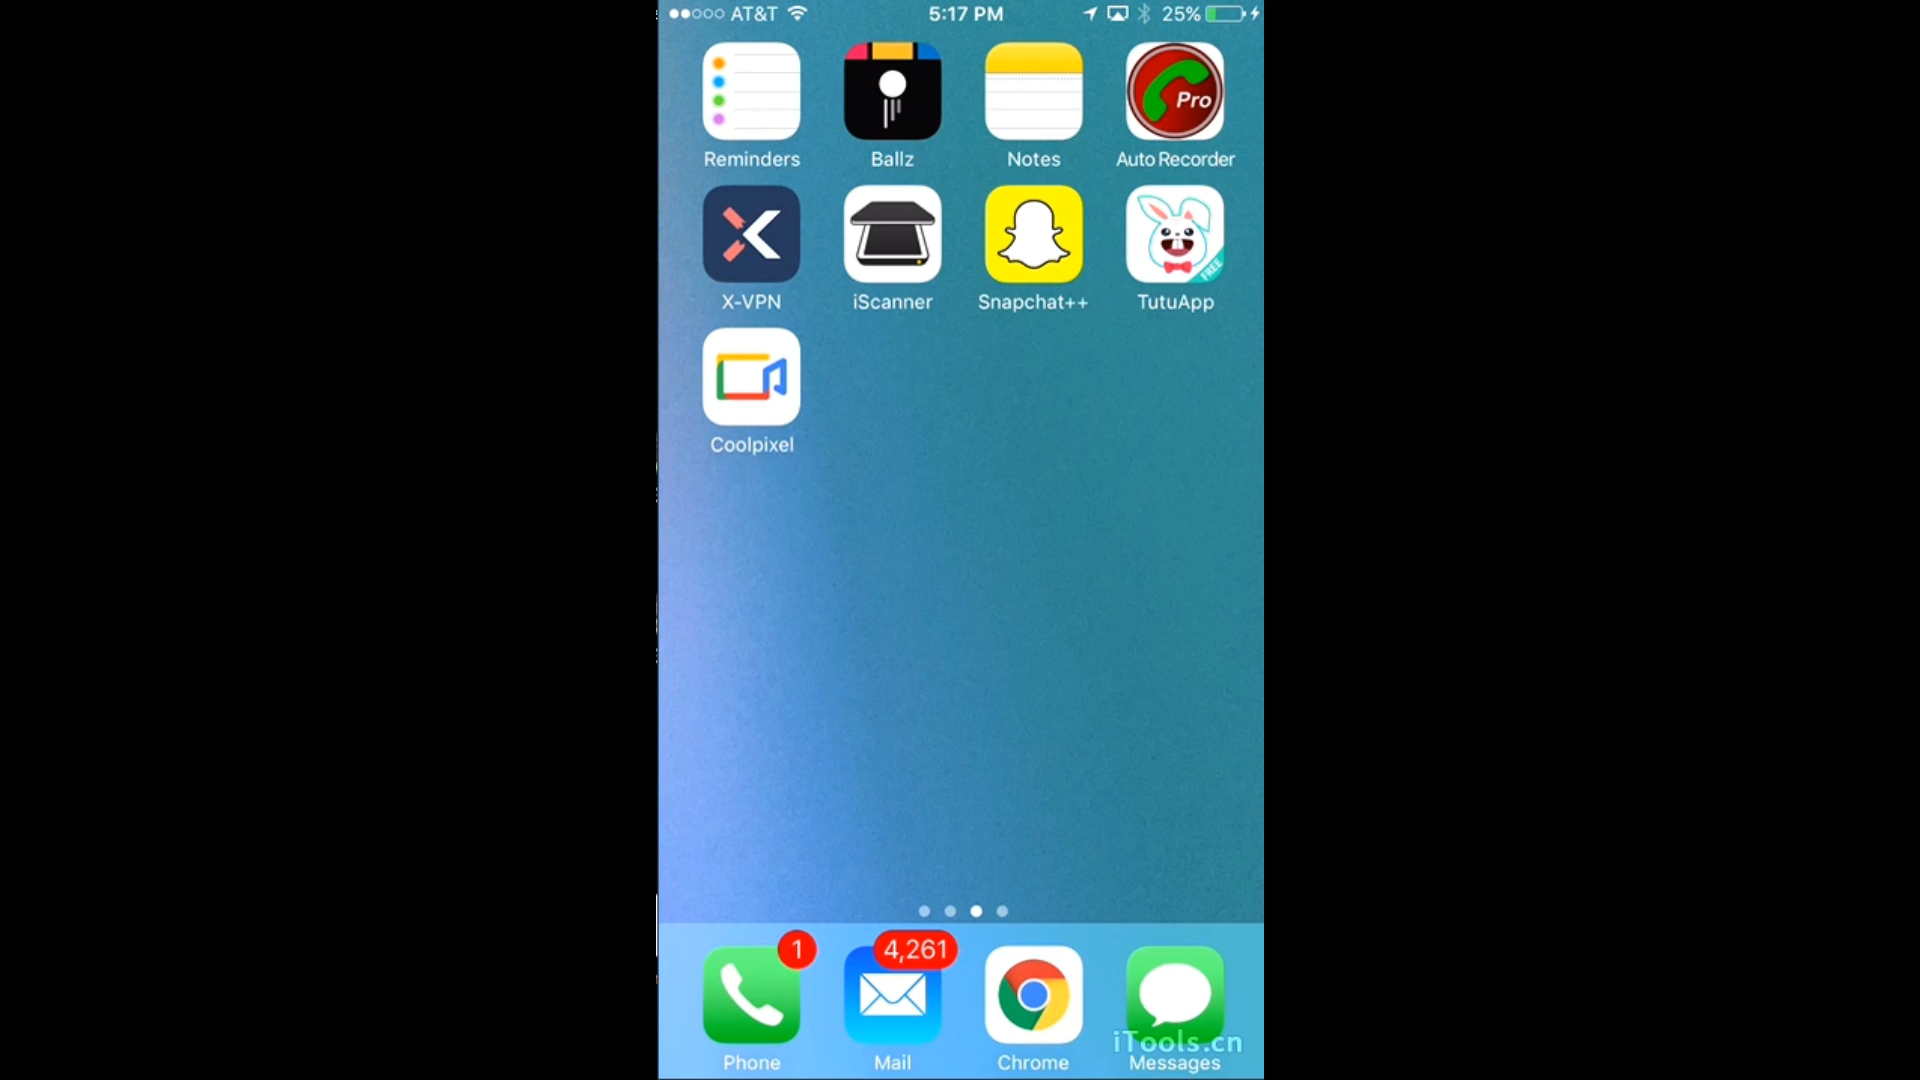 AT&T 5:17 PM 25%
Pro
Reminders Ballz Notes Auto Recorder
FREE
X-VPN iScanner Snapchat++ TutuApp
Coolpixel
1 4,261
iTools.cn
Phone Mail Chrome Messages